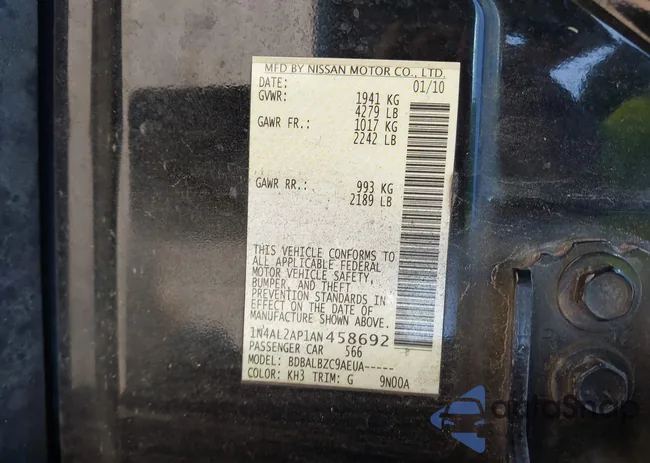 MFD BY NISSAN MOTOR CO., LTD.
DATE: 01/10
GVWR: 1941 KG
4279 LB
GAWR FR.: 1017 KG
2242 LB
GAWR RR.: 993 KG
2189 LB
THIS VEHICLE CONFORMS TO
ALL APPLICABLE FEDERAL
MOTOR VEHICLE SAFETY,
BUMPER, AND THEFT
PREVENTION STANDARDS IN
EFFECT ON THE DATE OF
MANUFACTURE SHOWN ABOVE.
1N4AL2AP1AN458692
PASSENGER CAR 566
MODEL: BDBALBZC9AEUA-----
COLOR: KH3 TRIM: G 9N00A
autoshop